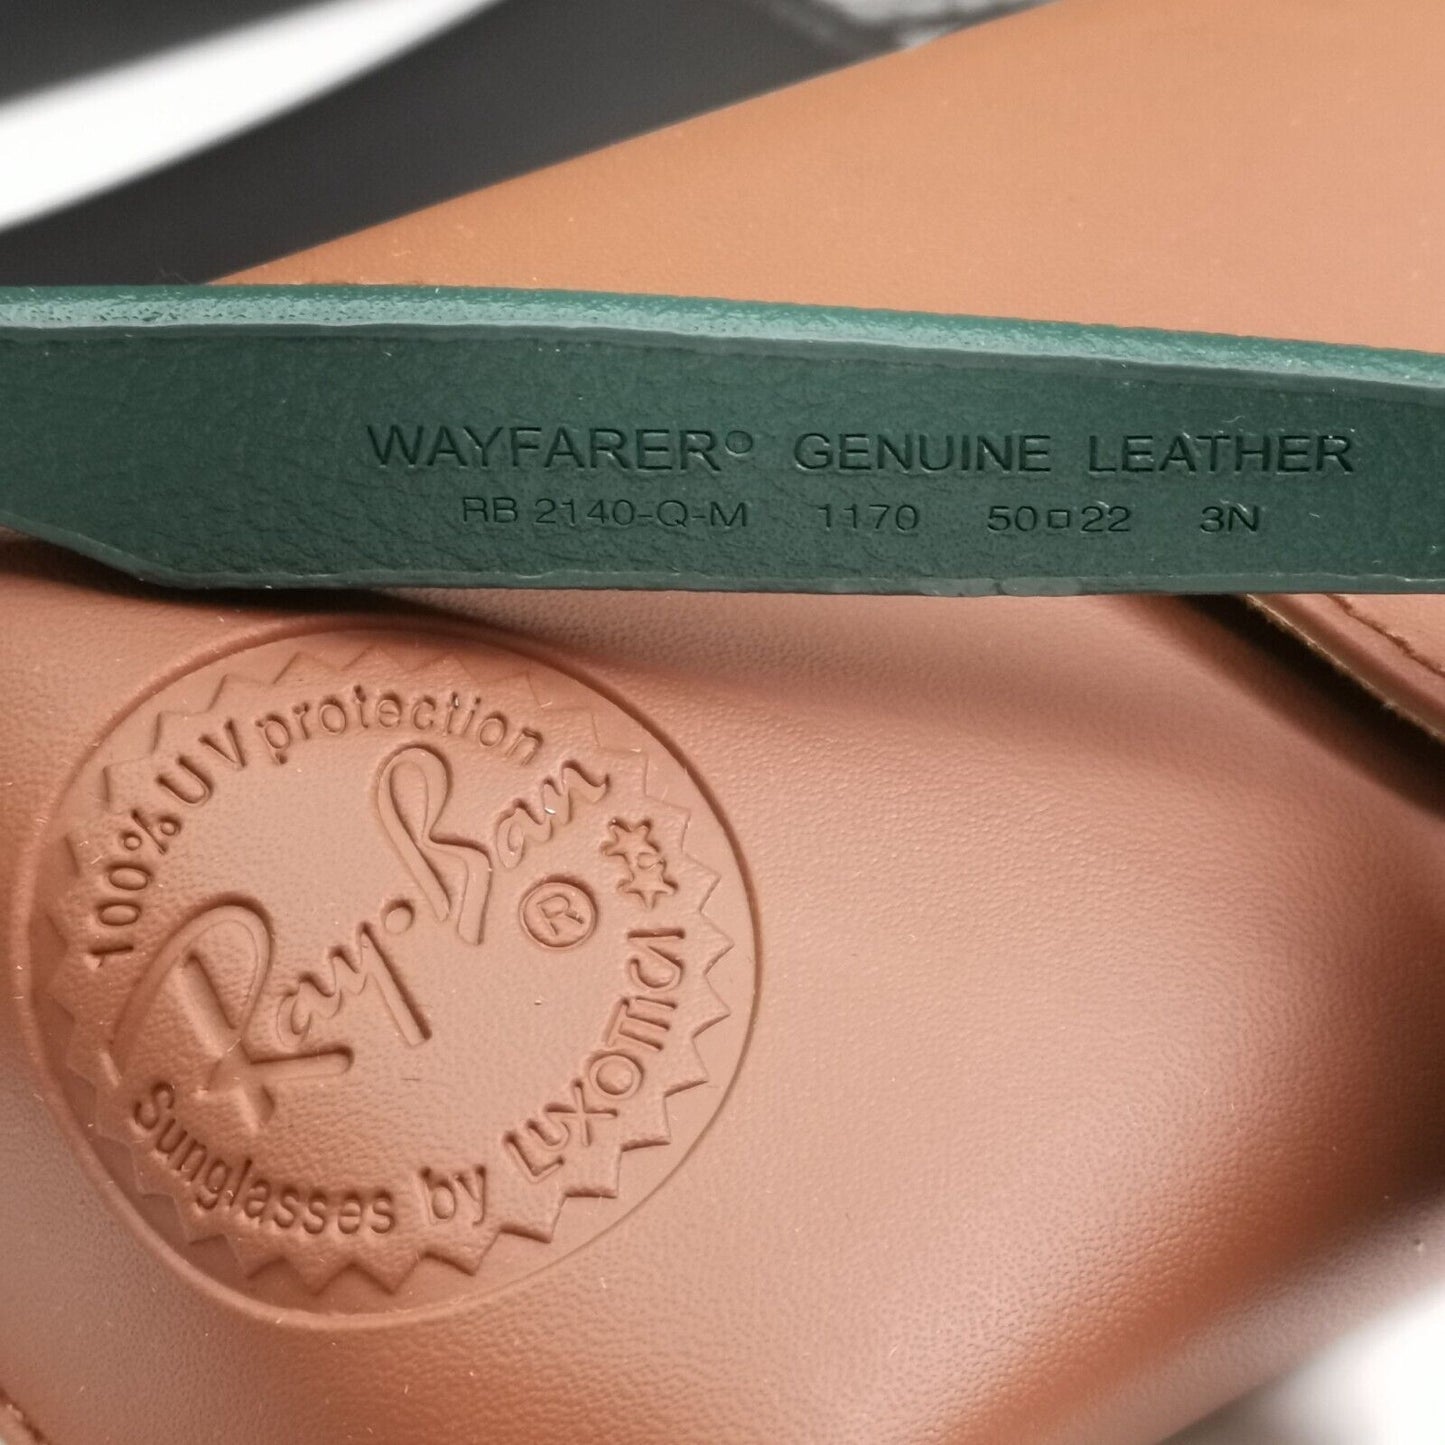 WAYFARER® GENUINE LEATHER
RB 2140-Q-M 1170 50□22 3N
100% UV protection
Ray·Ban
®
Sunglasses by LUXOTTICA